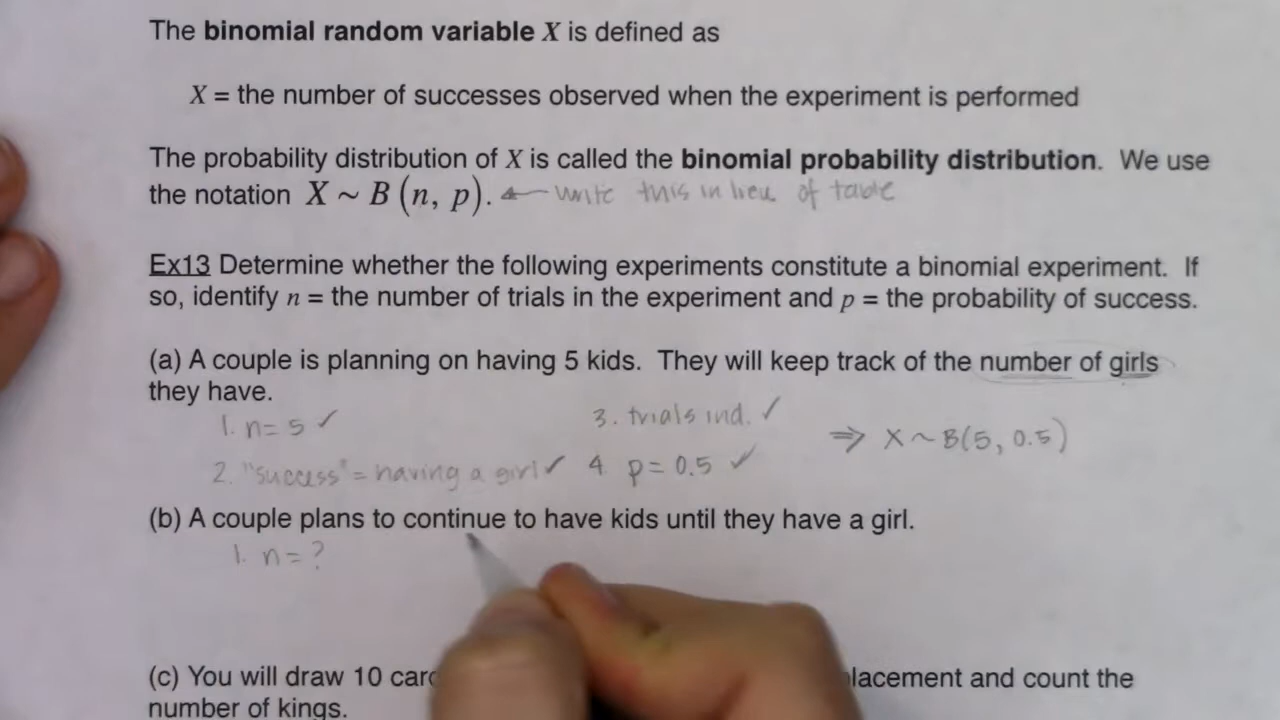 The binomial random variable X is defined as
X = the number of successes observed when the experiment is performed
The probability distribution of X is called the binomial probability distribution. We use
the notation X ~ B (n, p). ← write this in lieu of table
Ex13 Determine whether the following experiments constitute a binomial experiment. If
so, identify n = the number of trials in the experiment and p = the probability of success.
(a) A couple is planning on having 5 kids. They will keep track of the number of girls
they have.
1. n = 5 ✓ 3. trials ind. ✓ ⇒ X ~ B(5, 0.5)
2. "success" = having a girl ✓ 4. p = 0.5 ✓
(b) A couple plans to continue to have kids until they have a girl.
1. n = ?
(c) You will draw 10 and count the
number of kings.